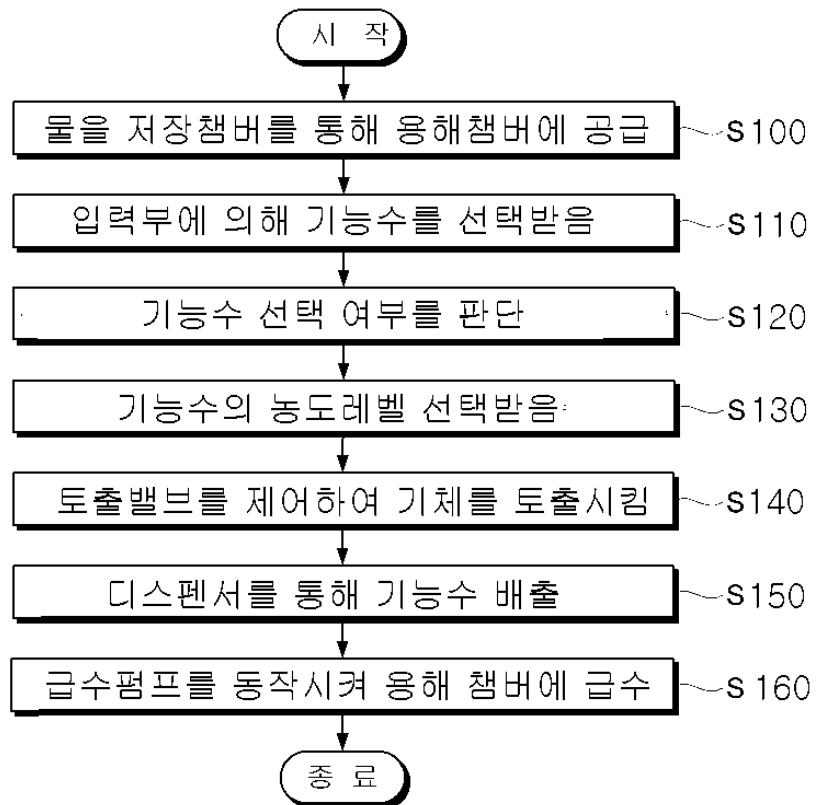 시 작
물을 저장챔버를 통해 용해챔버에 공급 S100
입력부에 의해 기능수를 선택받음 S110
기능수 선택 여부를 판단 S120
기능수의 농도레벨 선택받음 S130
토출밸브를 제어하여 기체를 토출시킴 S140
디스펜서를 통해 기능수 배출 S150
급수펌프를 동작시켜 용해 챔버에 급수 S160
종 료